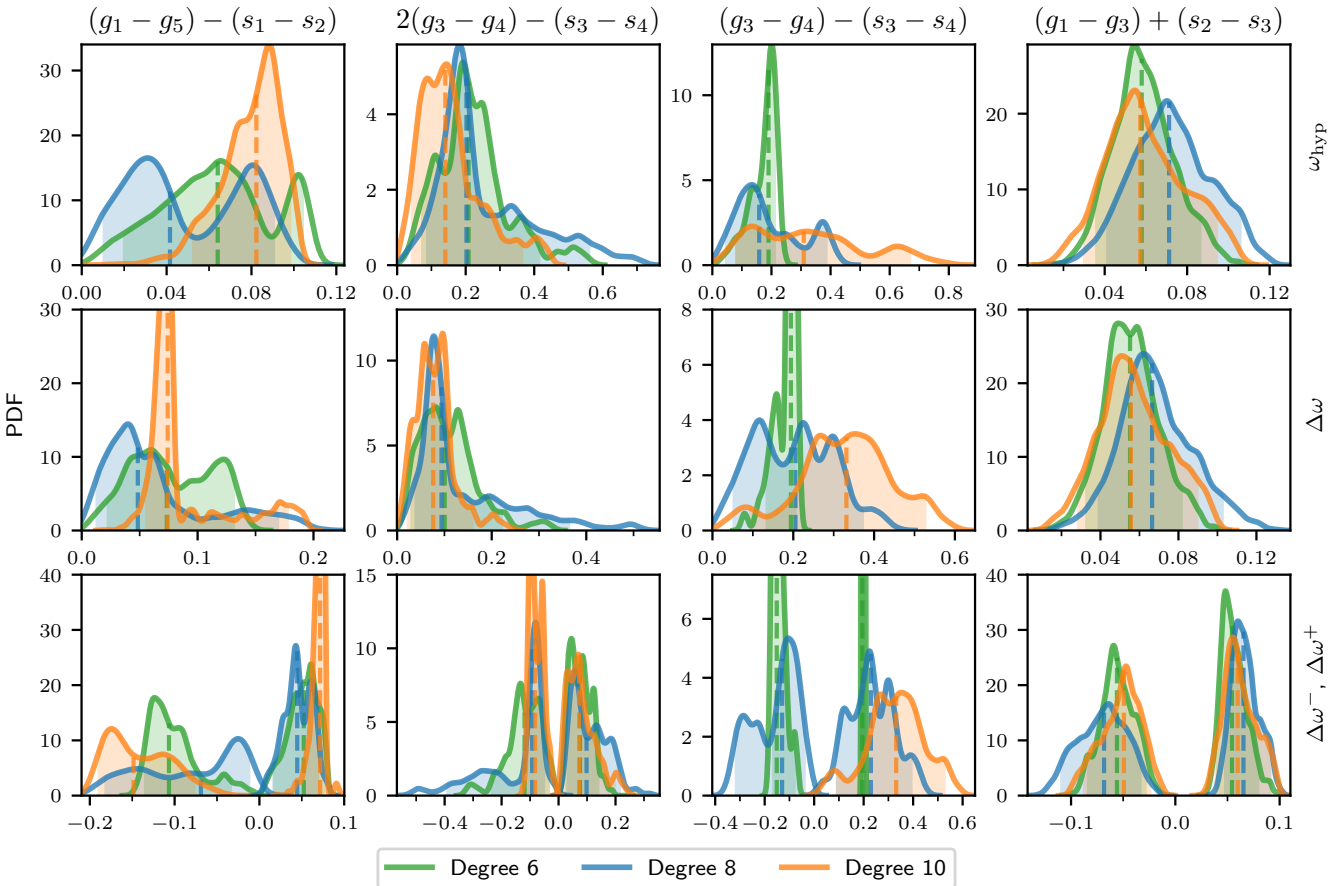 (g₁ − g₅) − (s₁ − s₂) 2(g₃ − g₄) − (s₃ − s₄) (g₃ − g₄) − (s₃ − s₄) (g₁ − g₃) + (s₂ − s₃)
30
20
10
0
0.00 0.04 0.08 0.12
4
2
0
0.0 0.2 0.4 0.6
10
5
0
0.0 0.2 0.4 0.6 0.8
20
10
0
0.04 0.08 0.12
ω_hyp
PDF
30
20
10
0
0.0 0.1 0.2
10
5
0
0.0 0.2 0.4
8
6
4
2
0
0.0 0.2 0.4 0.6
30
20
10
0
0.04 0.08 0.12
Δω
40
30
20
10
0
−0.2 −0.1 0.0 0.1
15
10
5
0
−0.4 −0.2 0.0 0.2
6
4
2
0
−0.4 −0.2 0.0 0.2 0.4 0.6
40
30
20
10
0
−0.1 0.0 0.1
Δω⁻, Δω⁺
Degree 6 Degree 8 Degree 10